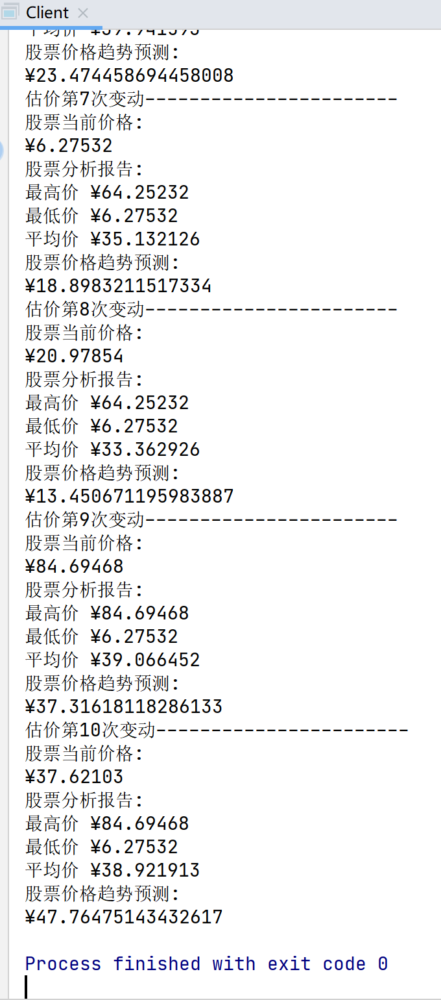 Client
股票价格趋势预测:
¥23.474458694458008
估价第7次变动-----------------------
股票当前价格:
¥6.27532
股票分析报告:
最高价 ¥64.25232
最低价 ¥6.27532
平均价 ¥35.132126
股票价格趋势预测:
¥18.8983211517334
估价第8次变动-----------------------
股票当前价格:
¥20.97854
股票分析报告:
最高价 ¥64.25232
最低价 ¥6.27532
平均价 ¥33.362926
股票价格趋势预测:
¥13.450671195983887
估价第9次变动-----------------------
股票当前价格:
¥84.69468
股票分析报告:
最高价 ¥84.69468
最低价 ¥6.27532
平均价 ¥39.066452
股票价格趋势预测:
¥37.31618118286133
估价第10次变动-----------------------
股票当前价格:
¥37.62103
股票分析报告:
最高价 ¥84.69468
最低价 ¥6.27532
平均价 ¥38.921913
股票价格趋势预测:
¥47.76475143432617
Process finished with exit code 0